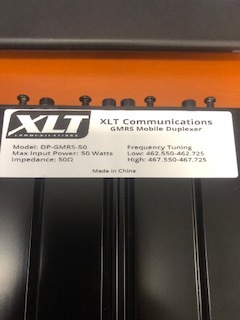 XLT
COMMUNICATIONS
XLT Communications
GMRS Mobile Duplexer
Model: DP-GMRS-50
Max Input Power: 50 Watts
Impedance: 50Ω
Frequency Tuning
Low: 462.550-462.725
High: 467.550-467.725
Made in China